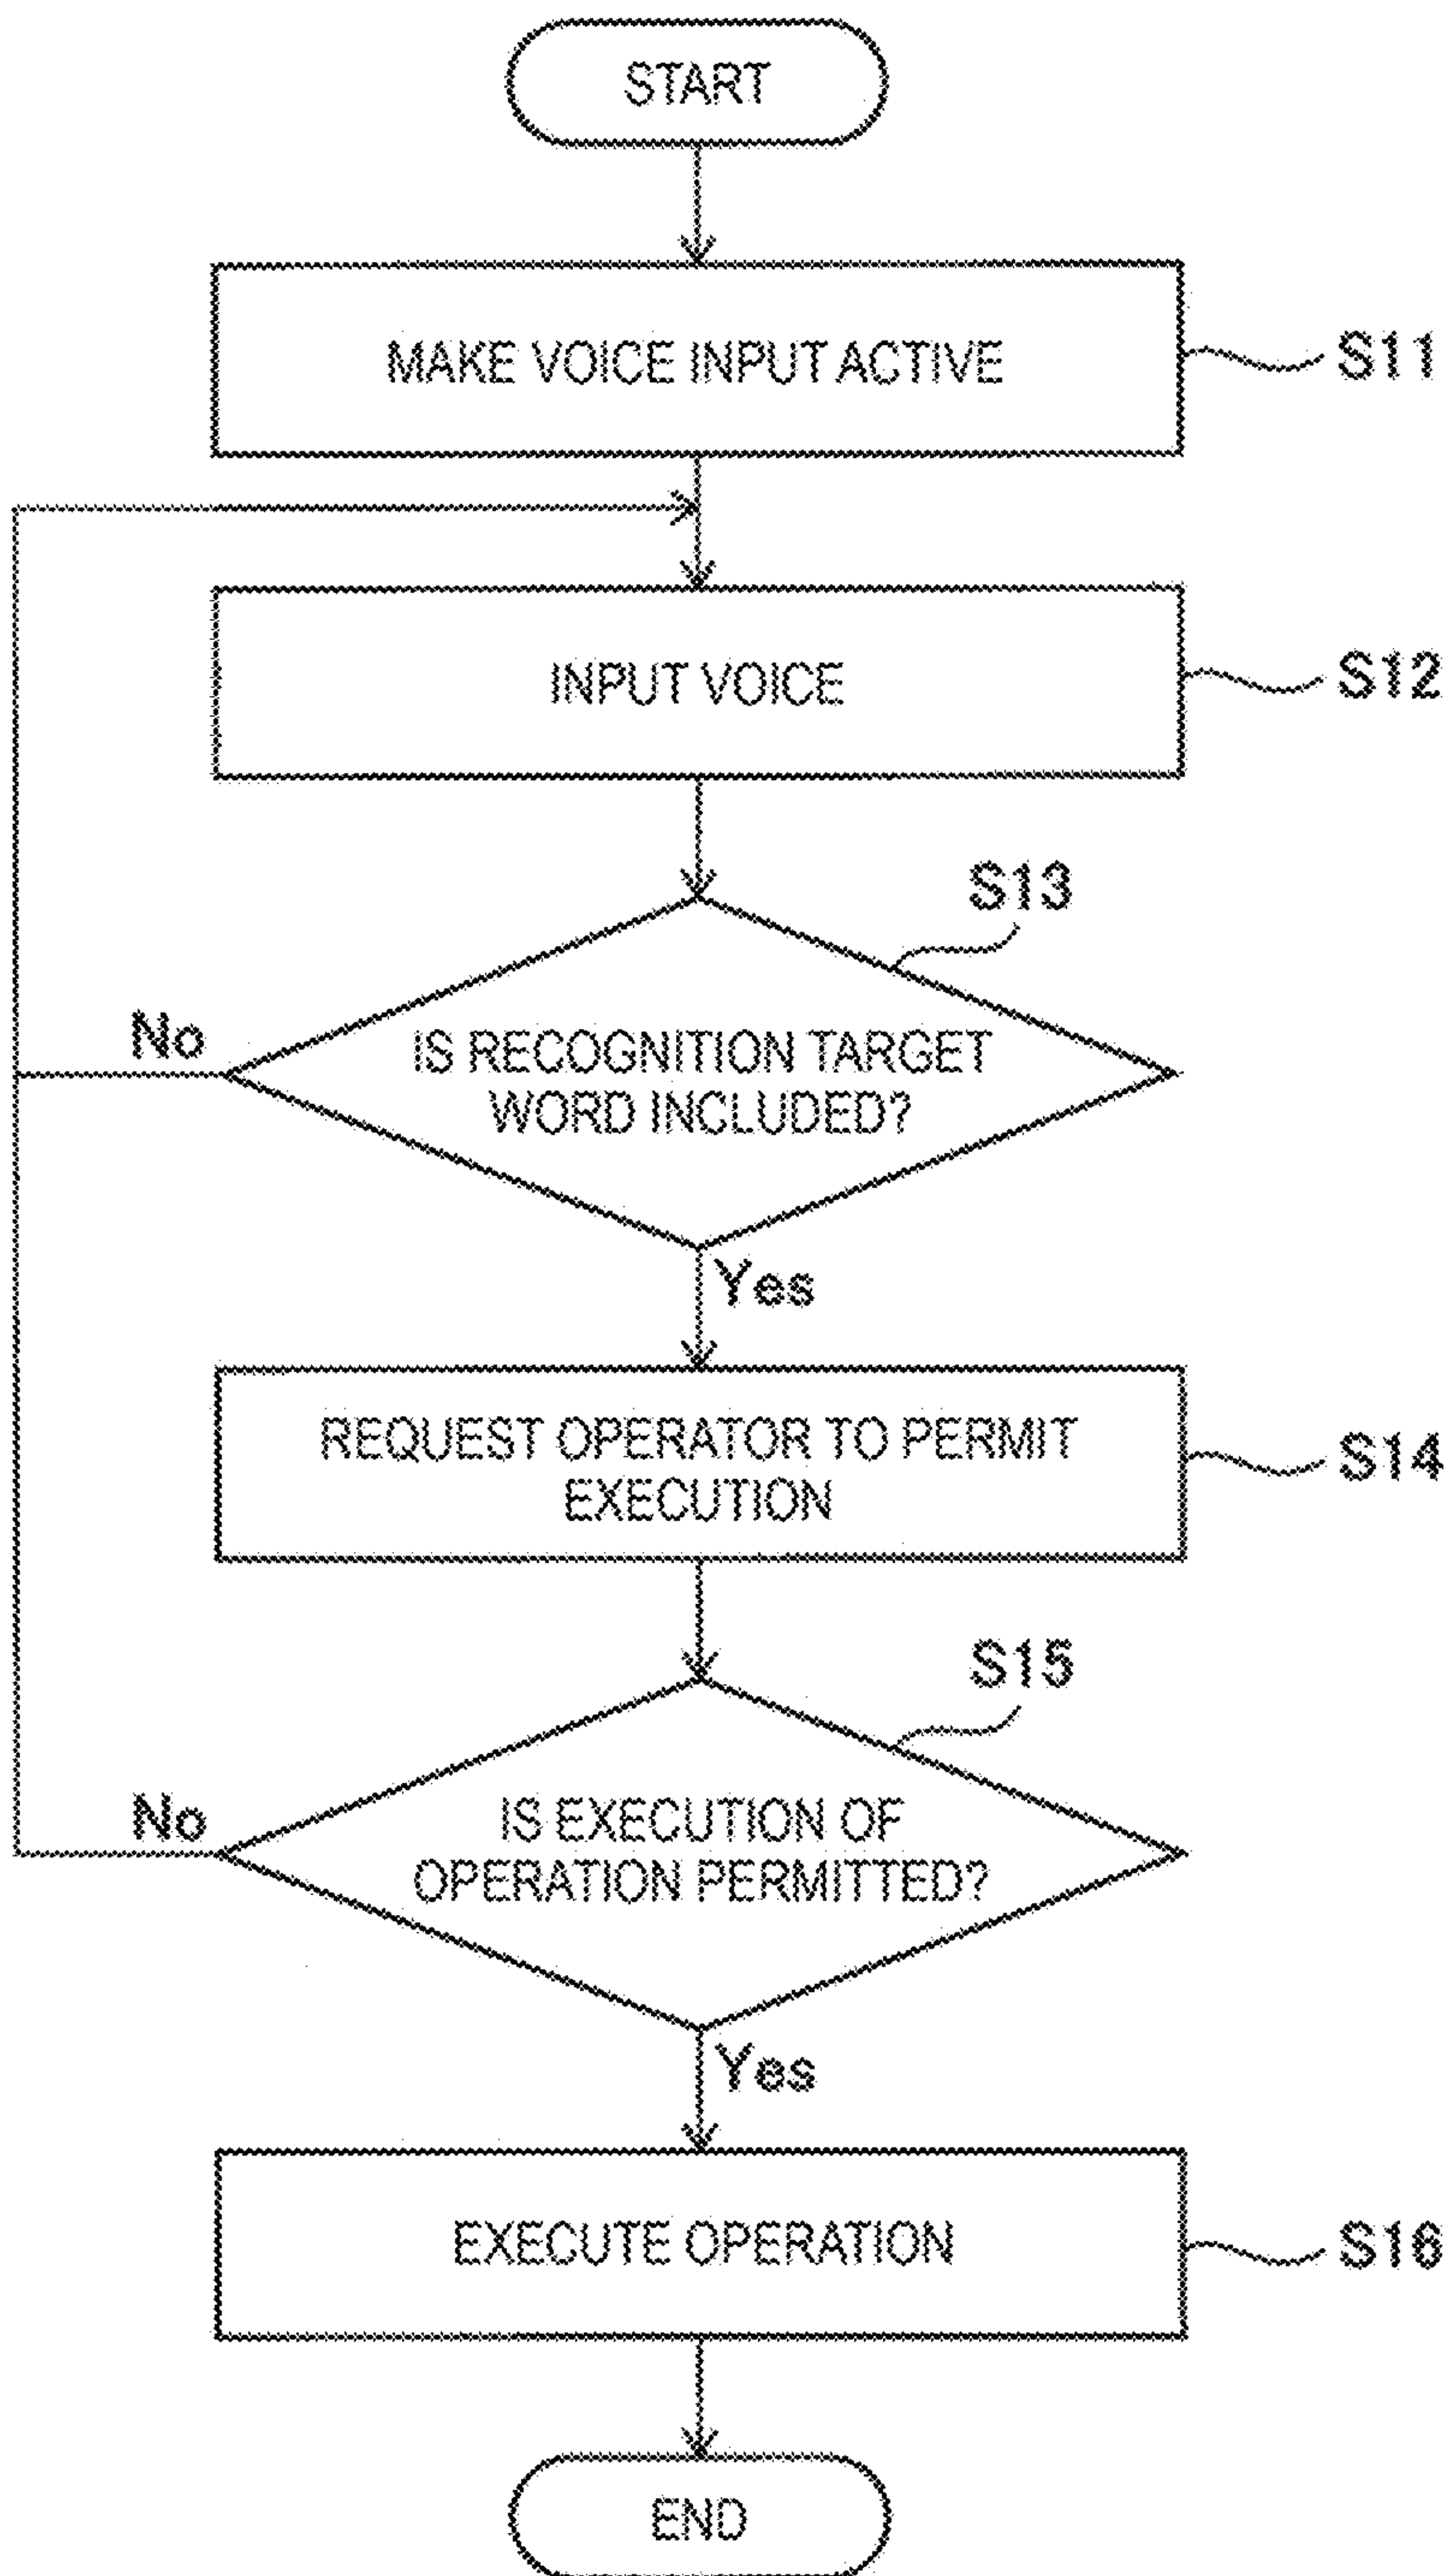 START
MAKE VOICE INPUT ACTIVE
S11
INPUT VOICE
S12
S13
No
IS RECOGNITION TARGET
WORD INCLUDED?
Yes
REQUEST OPERATOR TO PERMIT
EXECUTION
S14
S15
No
IS EXECUTION OF
OPERATION PERMITTED?
Yes
EXECUTE OPERATION
S16
END